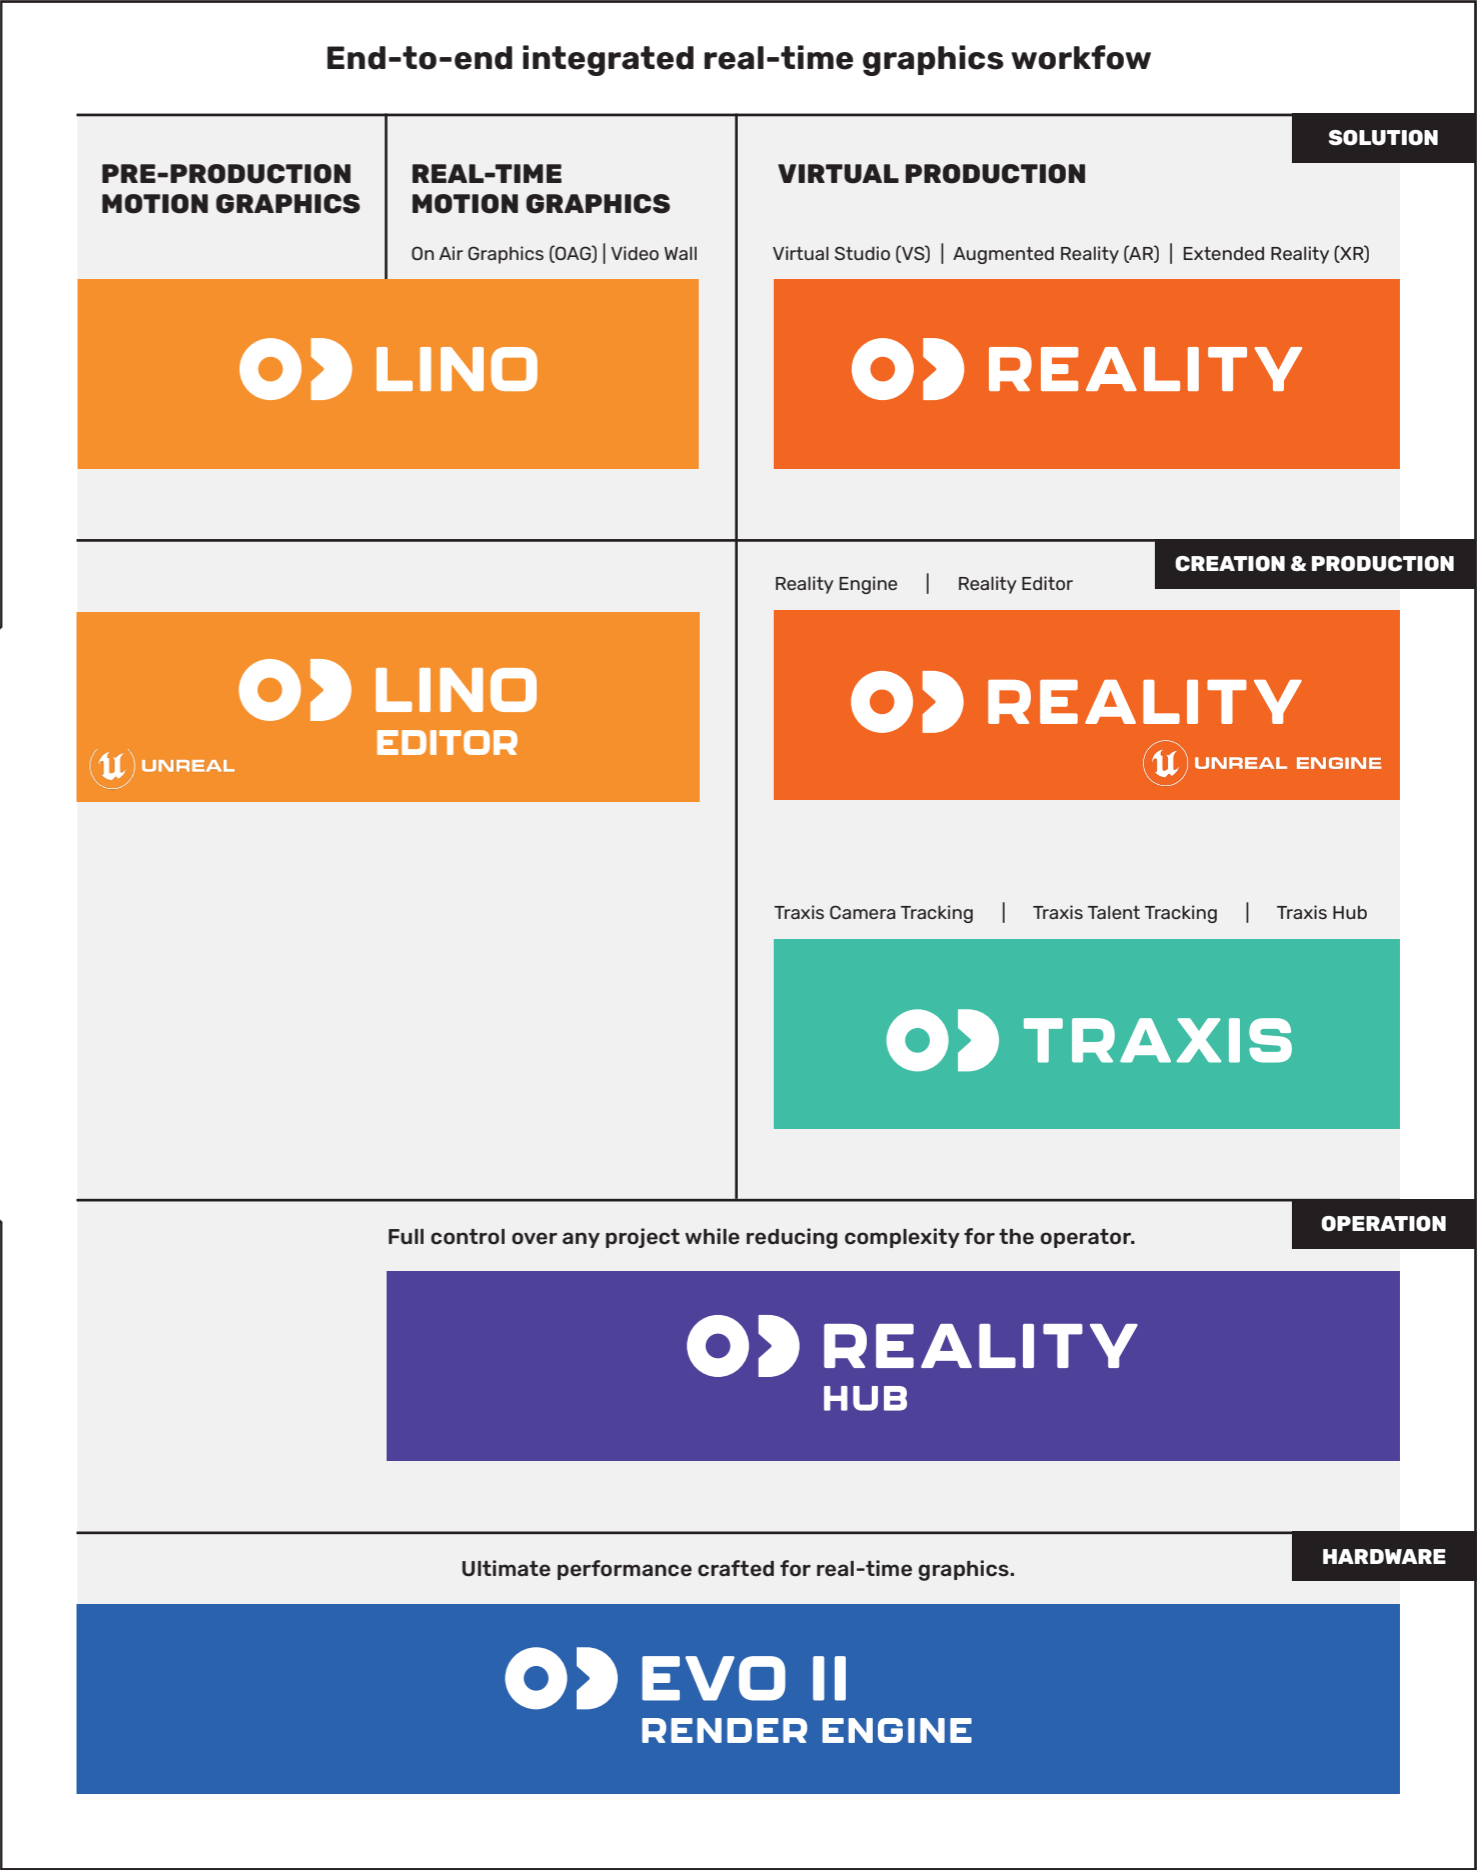 End-to-end integrated real-time graphics workfow
SOLUTION
PRE-PRODUCTION
MOTION GRAPHICS
REAL-TIME
MOTION GRAPHICS
On Air Graphics (OAG) | Video Wall
VIRTUAL PRODUCTION
Virtual Studio (VS) | Augmented Reality (AR) | Extended Reality (XR)
LINO
REALITY
CREATION & PRODUCTION
Reality Engine | Reality Editor
LINO
EDITOR
UNREAL
REALITY
UNREAL ENGINE
Traxis Camera Tracking | Traxis Talent Tracking | Traxis Hub
TRAXIS
OPERATION
Full control over any project while reducing complexity for the operator.
REALITY
HUB
HARDWARE
Ultimate performance crafted for real-time graphics.
EVO II
RENDER ENGINE